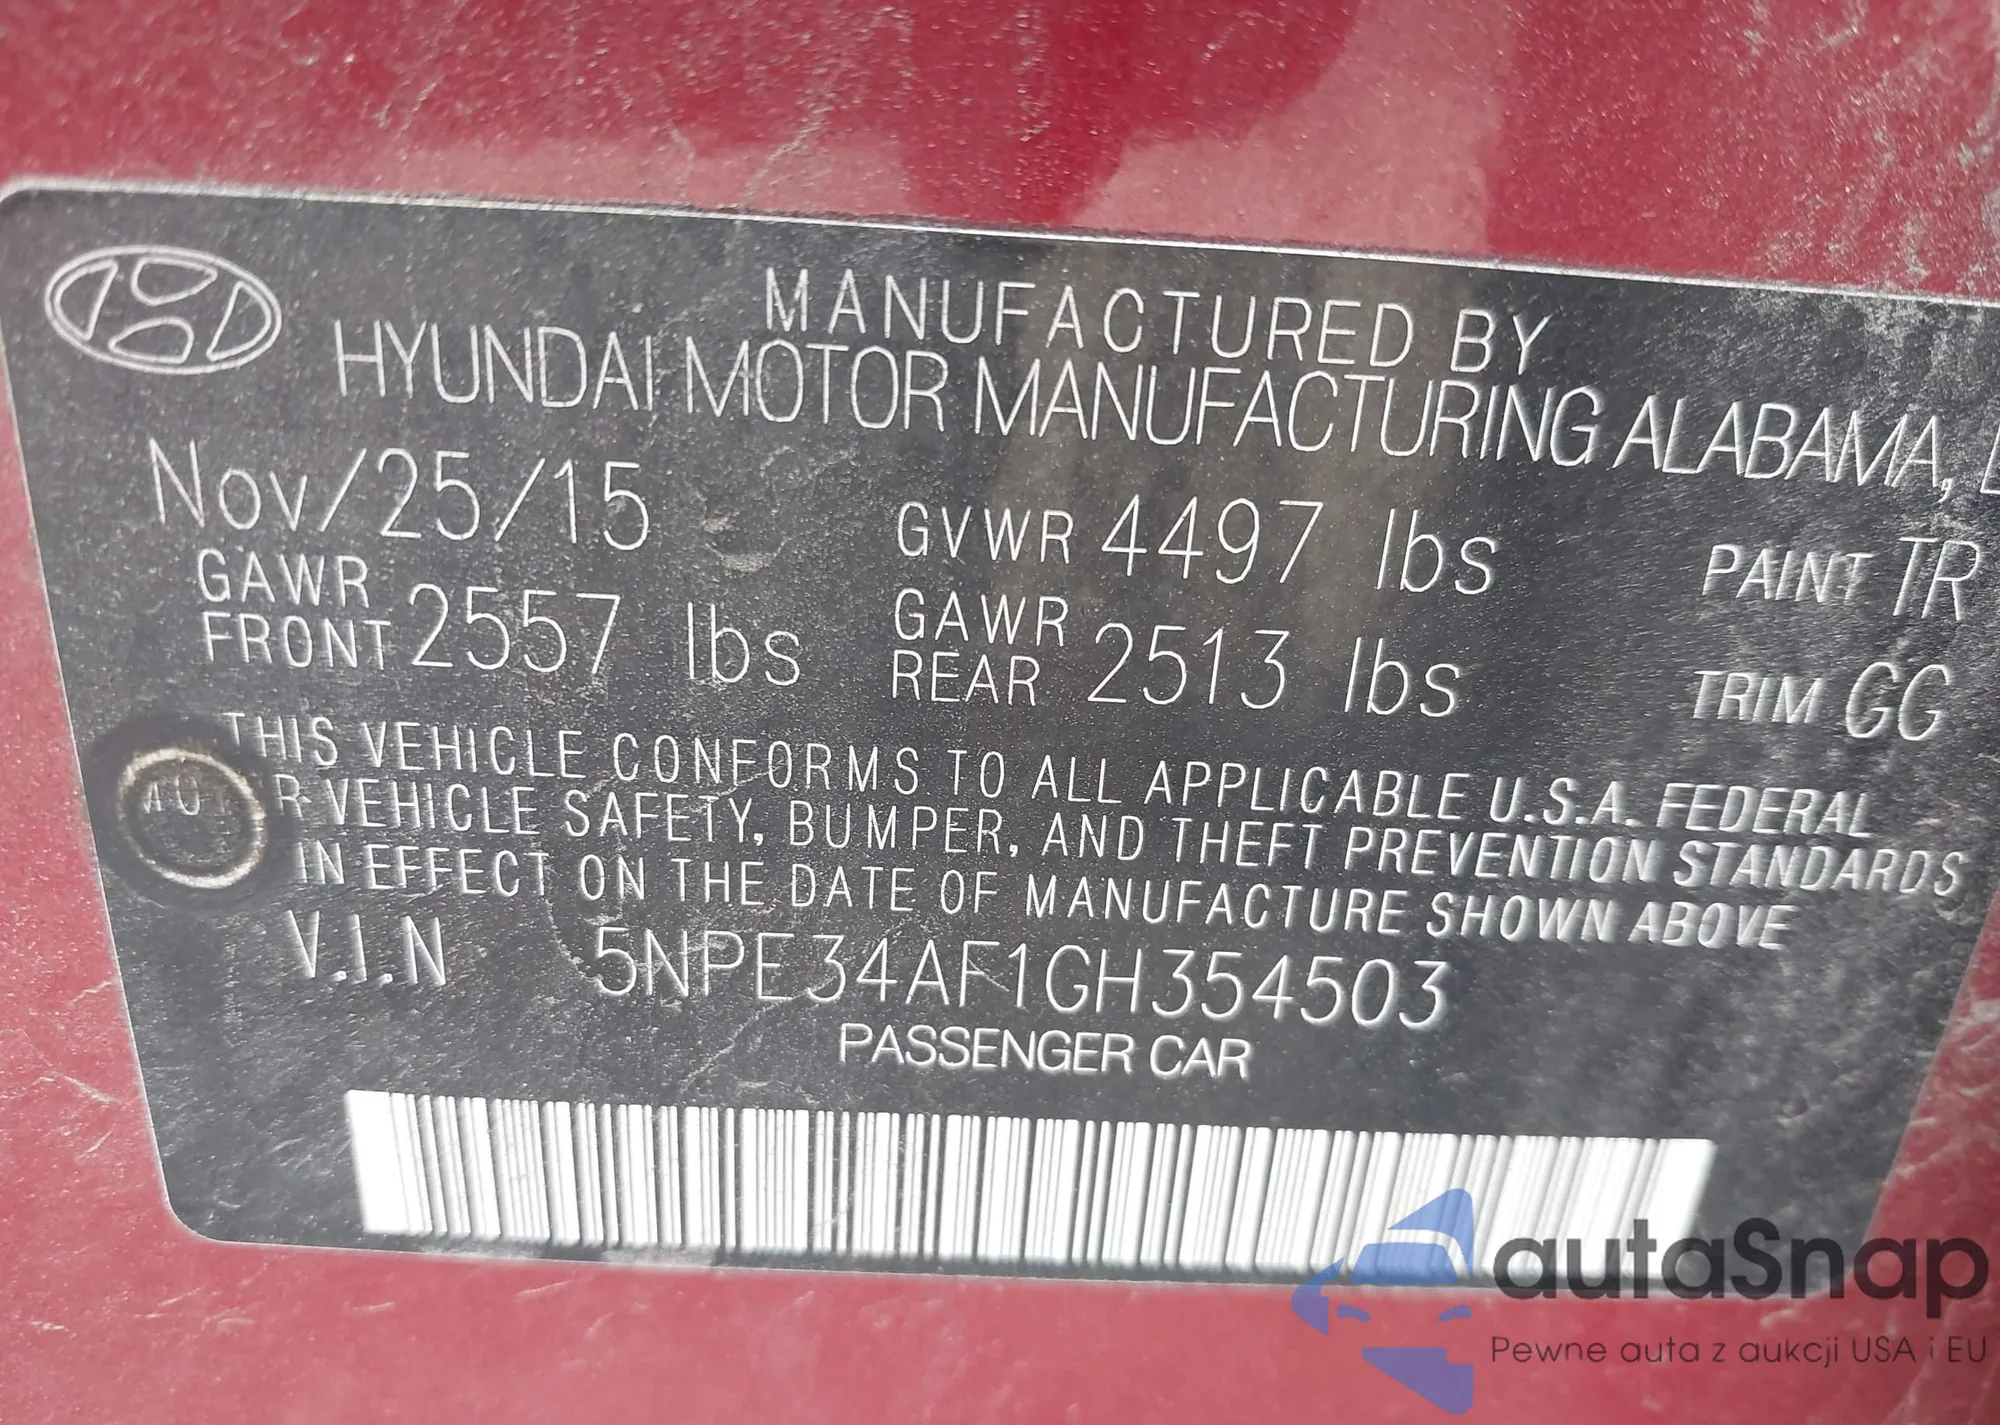 MANUFACTURED BY
HYUNDAI MOTOR MANUFACTURING ALABAMA,
Nov/25/15 GVWR 4497 lbs PAINT TR
GAWR FRONT 2557 lbs GAWR REAR 2513 lbs TRIM GG
THIS VEHICLE CONFORMS TO ALL APPLICABLE U.S.A. FEDERAL
VEHICLE SAFETY, BUMPER, AND THEFT PREVENTION STANDARDS
IN EFFECT ON THE DATE OF MANUFACTURE SHOWN ABOVE
V.I.N 5NPE34AF1GH354503
PASSENGER CAR
autaSnap
Pewne auta z aukcji USA i EU